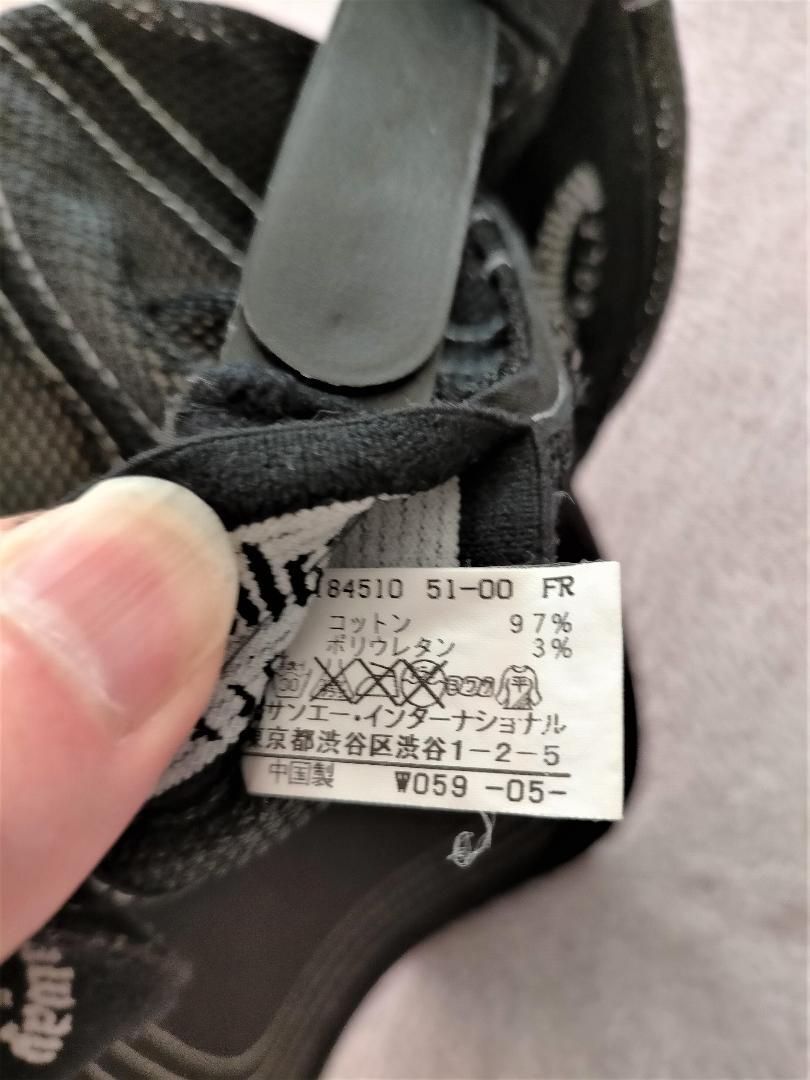 184510 51-00 FR
コットン 97%
ポリウレタン 3%
サンエー・インターナショナル
東京都渋谷区渋谷1-2-5
中国製 W059 -05-